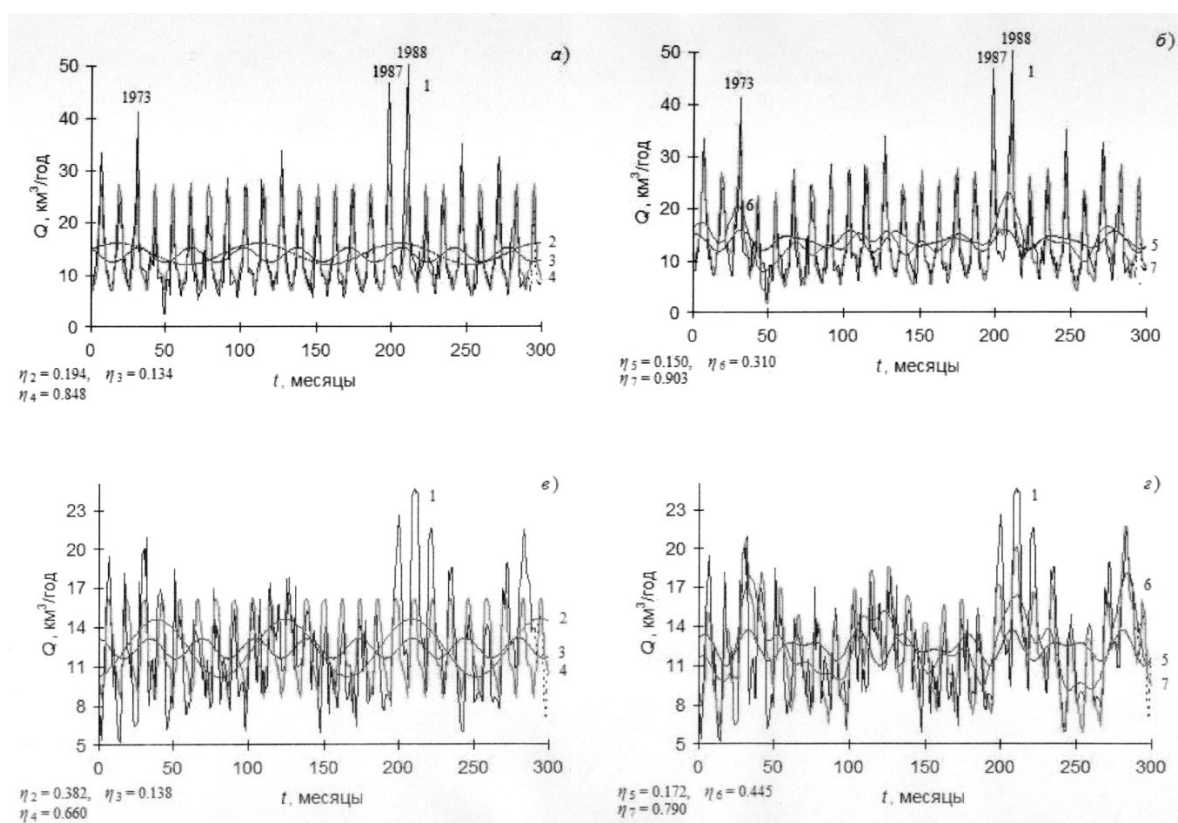 а)
1988
1987
1
1973
50
40
30
20
10
0
Q, км³/год
2
3
4
0 50 100 150 200 250 300
t, месяцы
η2 = 0.194, η3 = 0.134
η4 = 0.848
б)
1988
1987
1
1973
50
40
30
20
10
0
Q, км³/год
6
5
7
0 50 100 150 200 250 300
t, месяцы
η5 = 0.150, η6 = 0.310
η7 = 0.903
в)
1
23
20
17
14
11
8
5
Q, км³/год
2
3
4
0 50 100 150 200 250 300
t, месяцы
η2 = 0.382, η3 = 0.138
η4 = 0.660
г)
1
23
20
17
14
11
8
5
Q, км³/год
6
5
7
0 50 100 150 200 250 300
t, месяцы
η5 = 0.172, η6 = 0.445
η7 = 0.790